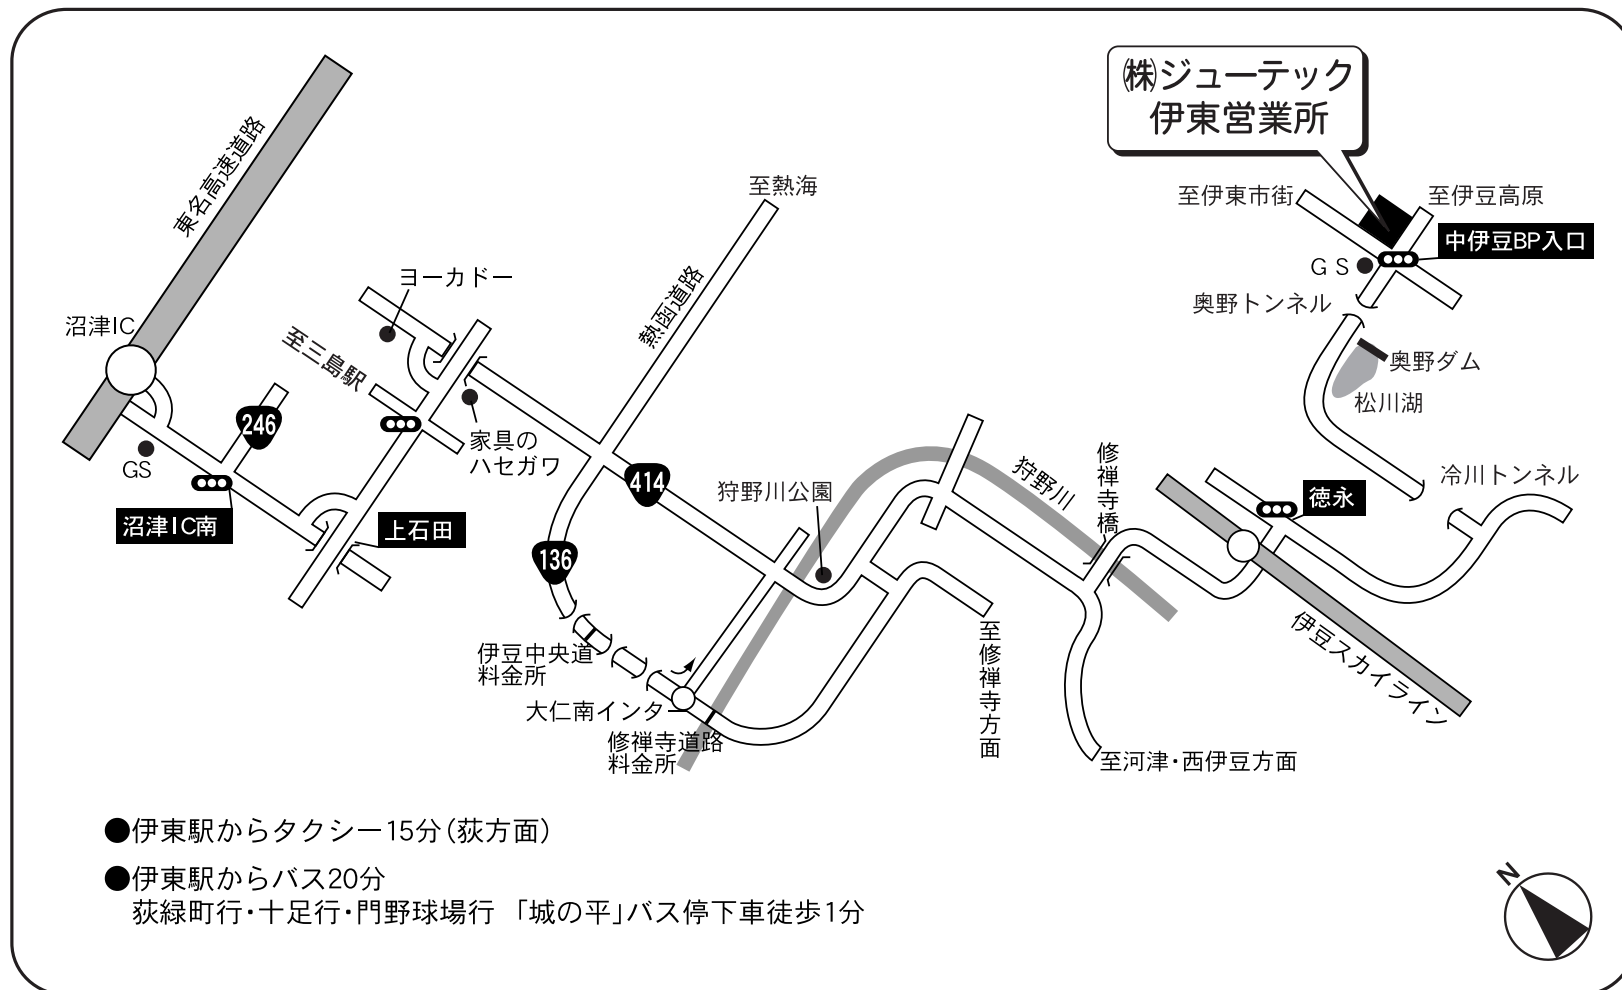 ㈱ジューテック
伊東営業所
至伊東市街
至伊豆高原
中伊豆BP入口
GS
奥野トンネル
奥野ダム
松川湖
冷川トンネル
徳永
伊豆スカイライン
修禅寺橋
狩野川
狩野川公園
至修禅寺方面
至河津・西伊豆方面
至熱海
熱函道路
東名高速道路
沼津IC
GS
246
沼津IC南
上石田
至三島駅
ヨーカドー
家具の
ハセガワ
414
136
伊豆中央道
料金所
大仁南インター
修禅寺道路
料金所
●伊東駅からタクシー15分(荻方面)
●伊東駅からバス20分
荻緑町行・十足行・門野球場行 「城の平」バス停下車徒歩1分
N